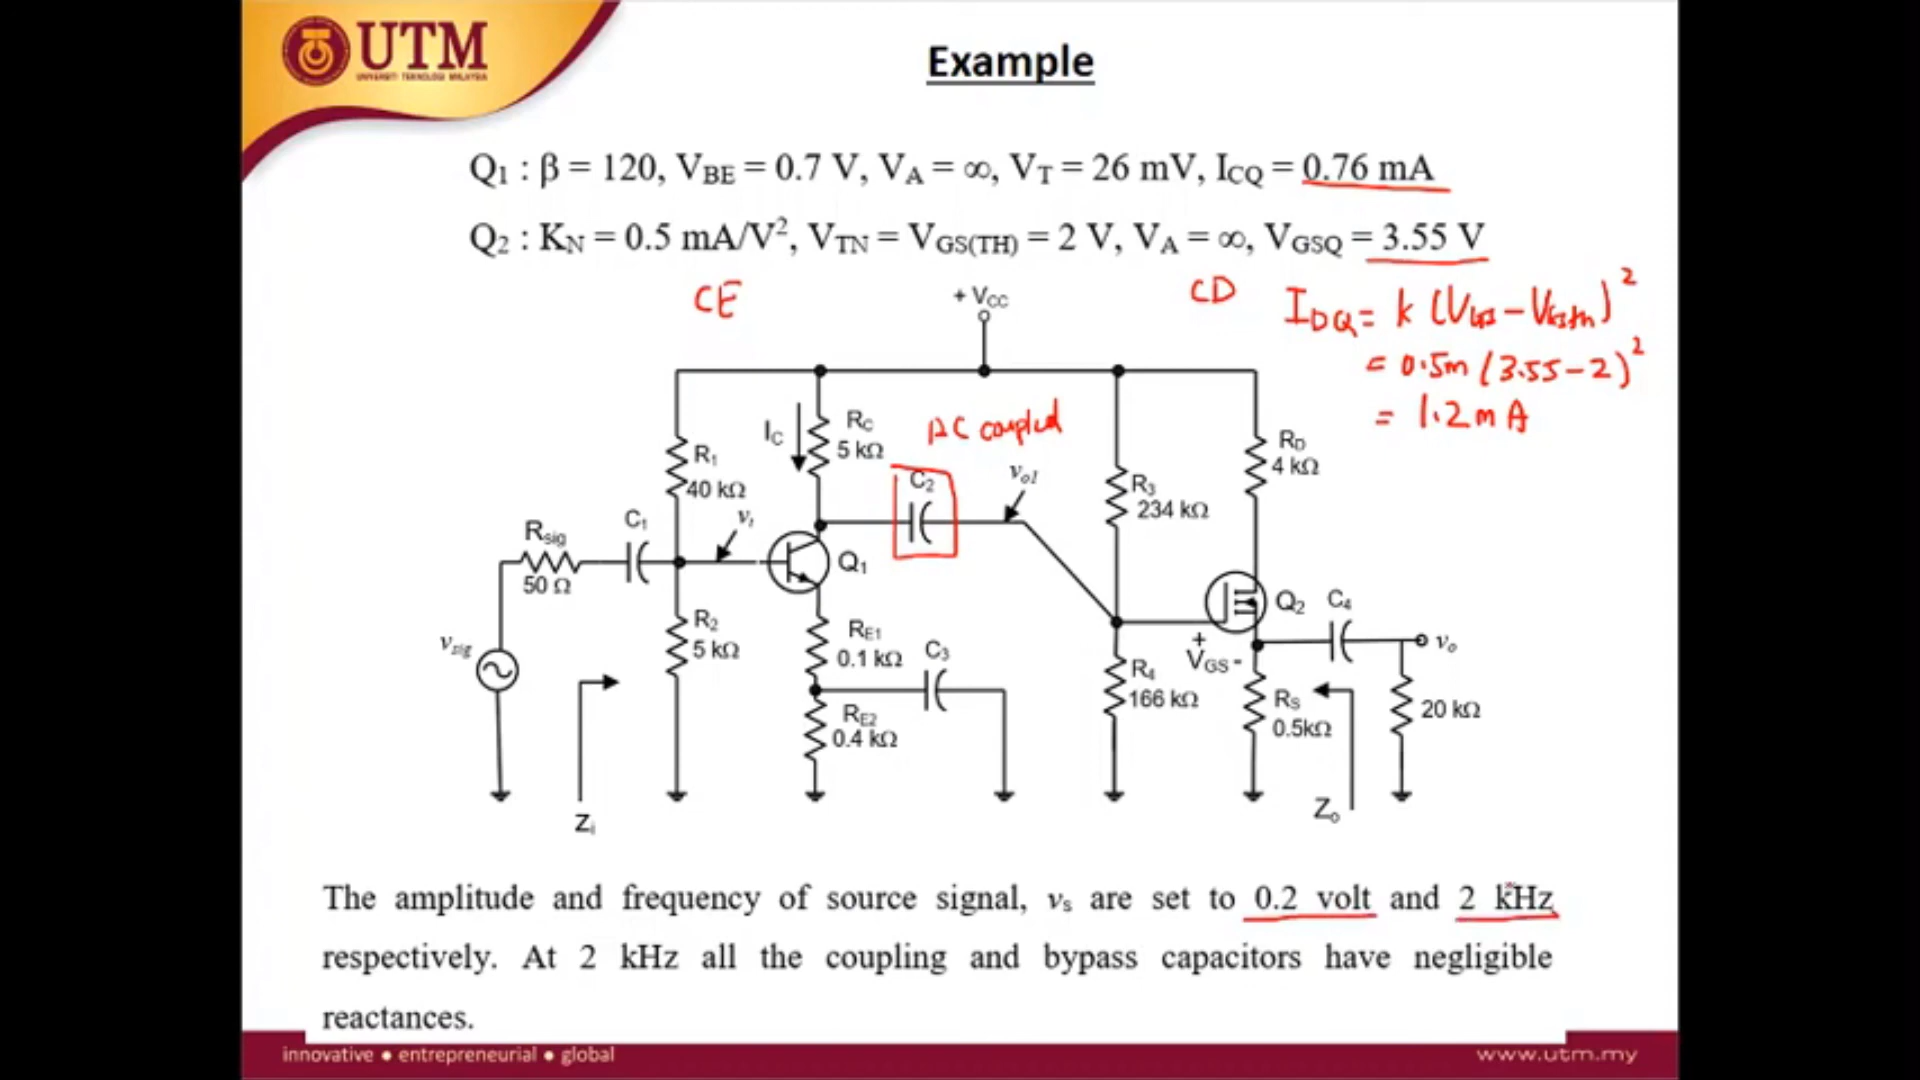 UTM
UNIVERSITI TEKNOLOGI MALAYSIA
Example
Q1 : β = 120, VBE = 0.7 V, VA = ∞, VT = 26 mV, ICQ = 0.76 mA
Q2 : KN = 0.5 mA/V², VTN = VGS(TH) = 2 V, VA = ∞, VGSQ = 3.55 V
CE
+ VCC
CD
IDQ = k (VGS - VGSth)²
= 0.5m (3.55-2)²
= 1.2m A
IC
RC
5 kΩ
AC coupled
RD
4 kΩ
R1
40 kΩ
C2
vo1
R3
234 kΩ
Rsig
50 Ω
C1
vi
Q1
Q2
C4
vo
vsig
R2
5 kΩ
RE1
0.1 kΩ
C3
+
VGS -
R4
166 kΩ
RS
0.5kΩ
20 kΩ
RE2
0.4 kΩ
Zi
Zo
The amplitude and frequency of source signal, vs are set to 0.2 volt and 2 kHz
respectively. At 2 kHz all the coupling and bypass capacitors have negligible
reactances.
innovative ● entrepreneurial ● global
www.utm.my